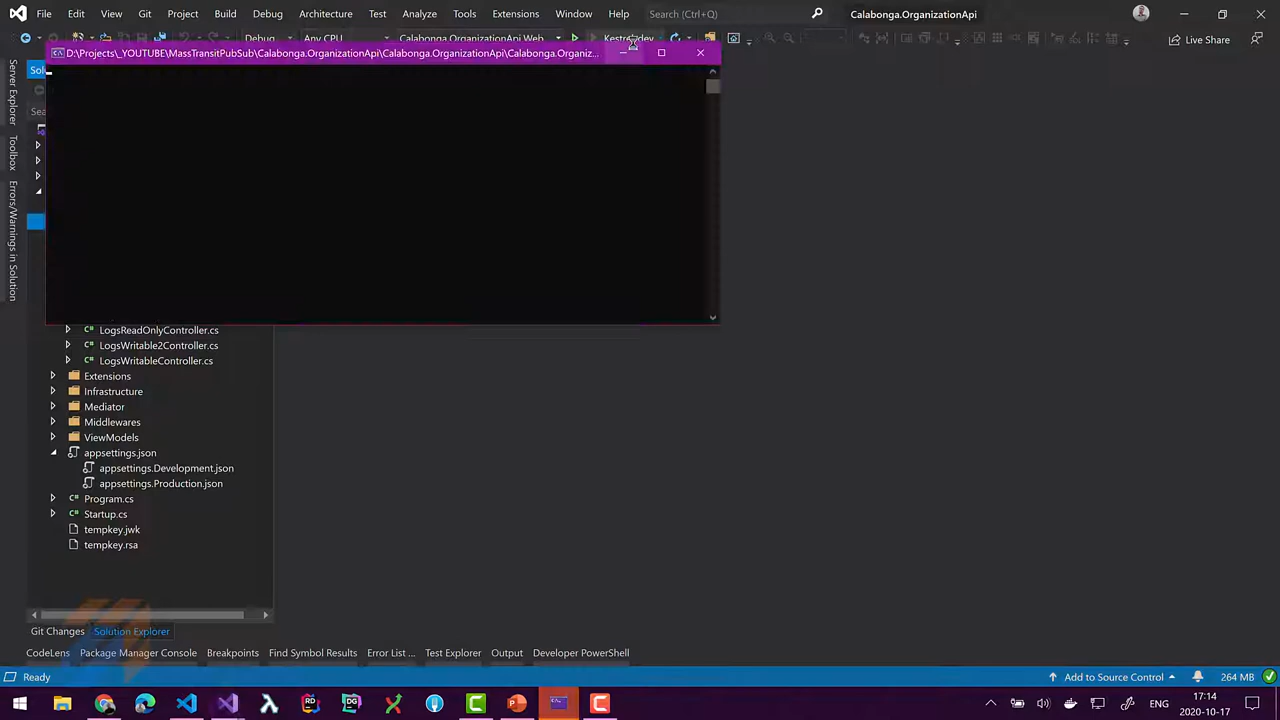 File Edit View Git Project Build Debug Architecture Test Analyze Tools Extensions Window Help Search (Ctrl+Q) Calabonga.OrganizationApi
Debug Any CPU Calabonga.OrganizationApi.Web Live Share
D:\Projects\_YOUTUBE\MassTransitPubSub\Calabonga.OrganizationApi\Calabonga.OrganizationApi\Calabonga.Organiz...
Server Explorer
Toolbox
Errors/Warnings in Solution
LogsReadOnlyController.cs
LogsWritable2Controller.cs
LogsWritableController.cs
Extensions
Infrastructure
Mediator
Middlewares
ViewModels
appsettings.json
appsettings.Development.json
appsettings.Production.json
Program.cs
Startup.cs
tempkey.jwk
tempkey.rsa
Git Changes Solution Explorer
CodeLens Package Manager Console Breakpoints Find Symbol Results Error List ... Test Explorer Output Developer PowerShell
Ready Add to Source Control 264 MB
17:14
ENG
2020-10-17